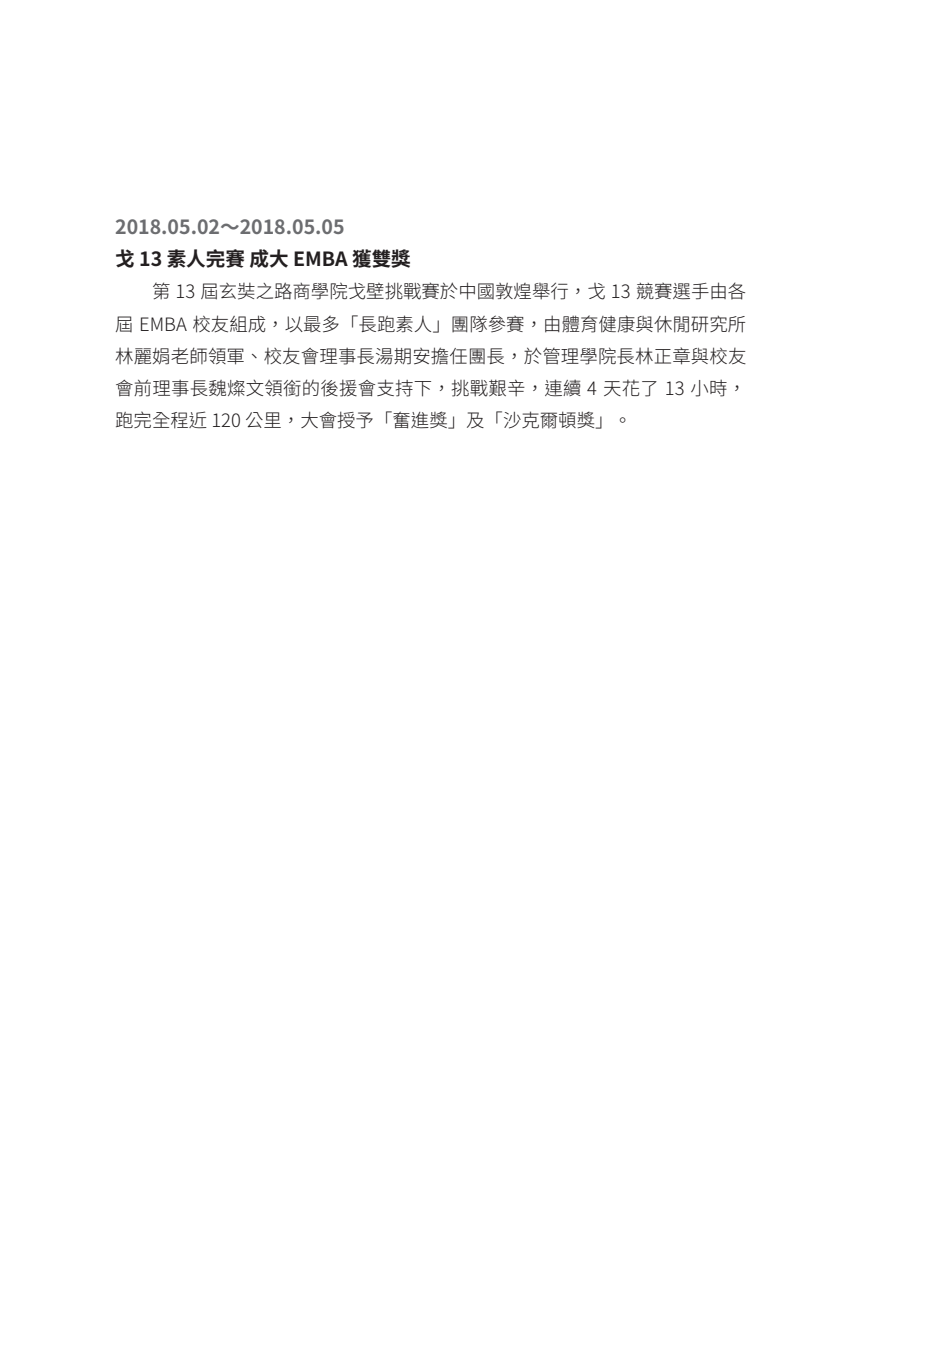 2018.05.02～2018.05.05
戈 13 素人完賽 成大 EMBA 獲雙獎
第 13 屆玄奘之路商學院戈壁挑戰賽於中國敦煌舉行，戈 13 競賽選手由各
屆 EMBA 校友組成，以最多「長跑素人」團隊參賽，由體育健康與休閒研究所
林麗娟老師領軍、校友會理事長湯期安擔任團長，於管理學院長林正章與校友
會前理事長魏燦文領銜的後援會支持下，挑戰艱辛，連續 4 天花了 13 小時，
跑完全程近 120 公里，大會授予「奮進獎」及「沙克爾頓獎」。